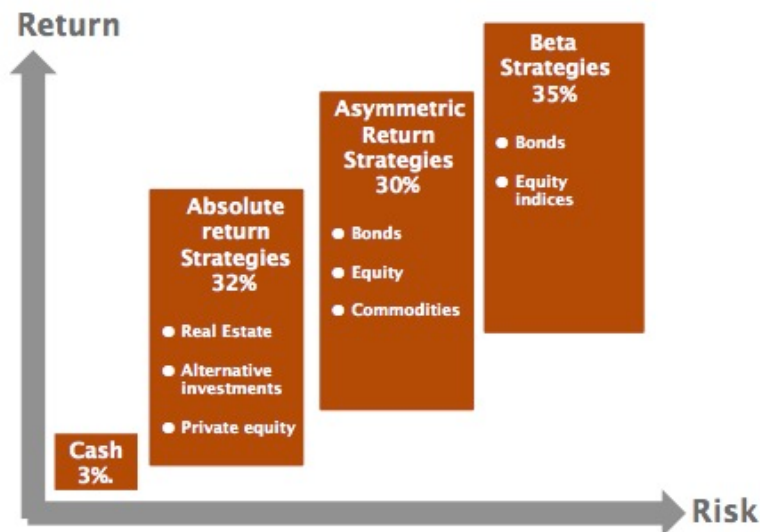 Return
Beta
Strategies
35%
● Bonds
● Equity
indices
Asymmetric
Return
Strategies
30%
● Bonds
● Equity
● Commodities
Absolute
return
Strategies
32%
● Real Estate
● Alternative
investments
● Private equity
Cash
3%.
Risk